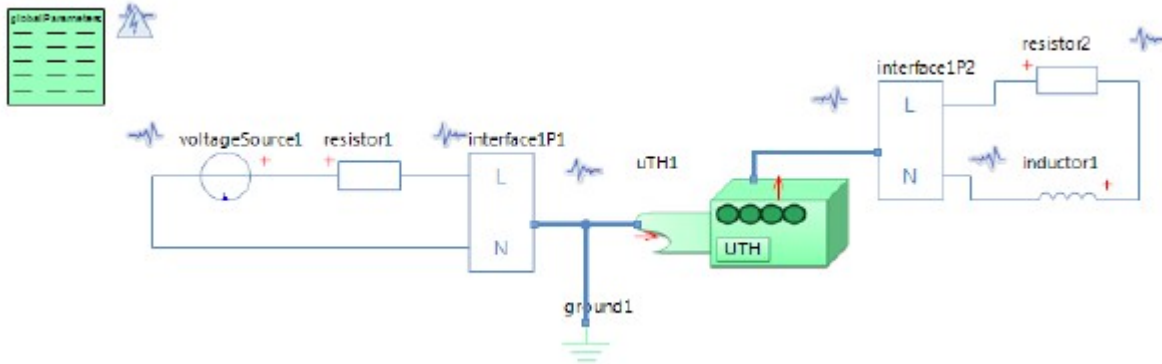 globalParameters
resistor2
interface1P2
L
N
inductor1
voltageSource1
resistor1
interface1P1
L
N
uTH1
UTH
ground1